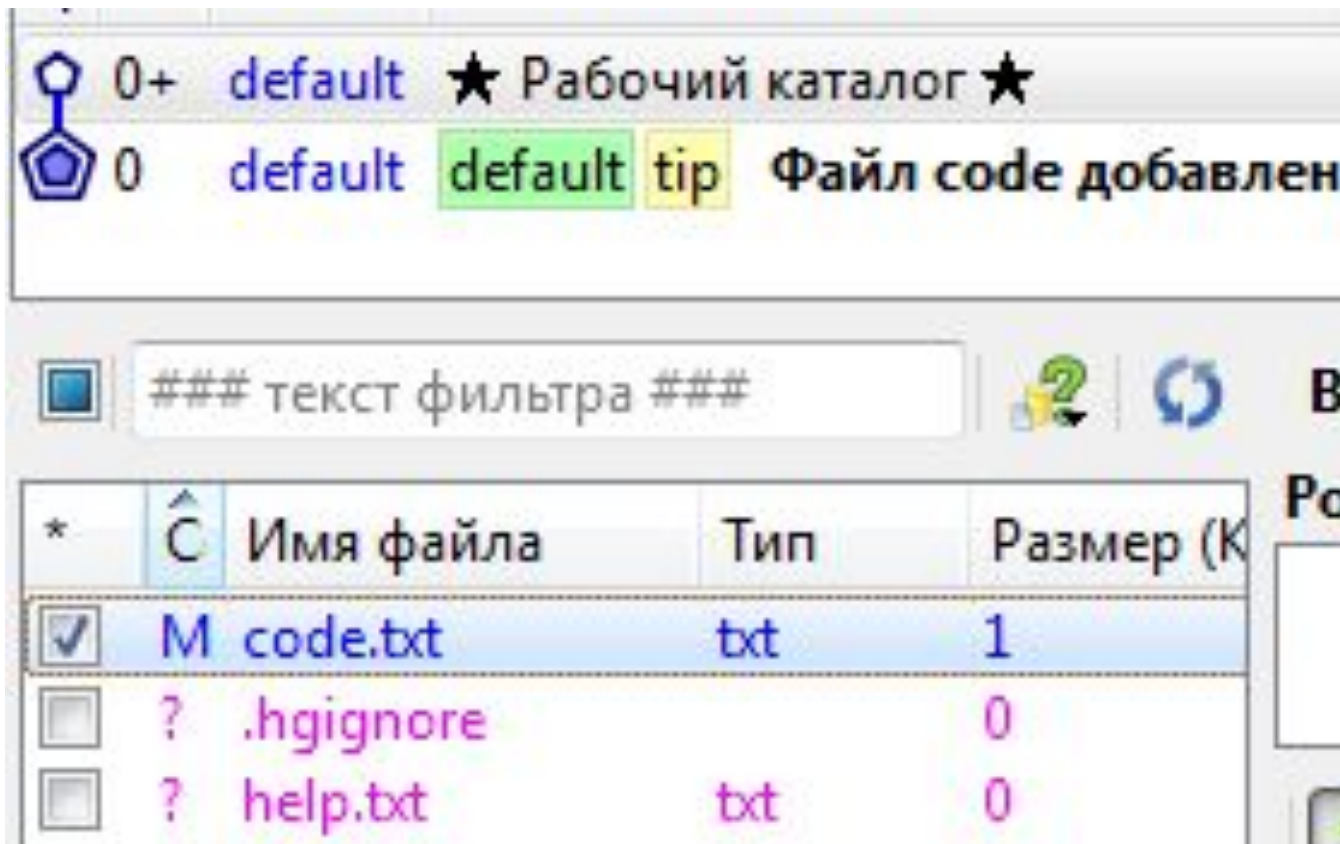 0+ default ★ Рабочий каталог ★
0 default default tip Файл code добавлен
### текст фильтра ###
* С Имя файла Тип Размер (К
M code.txt txt 1
? .hgignore 0
? help.txt txt 0